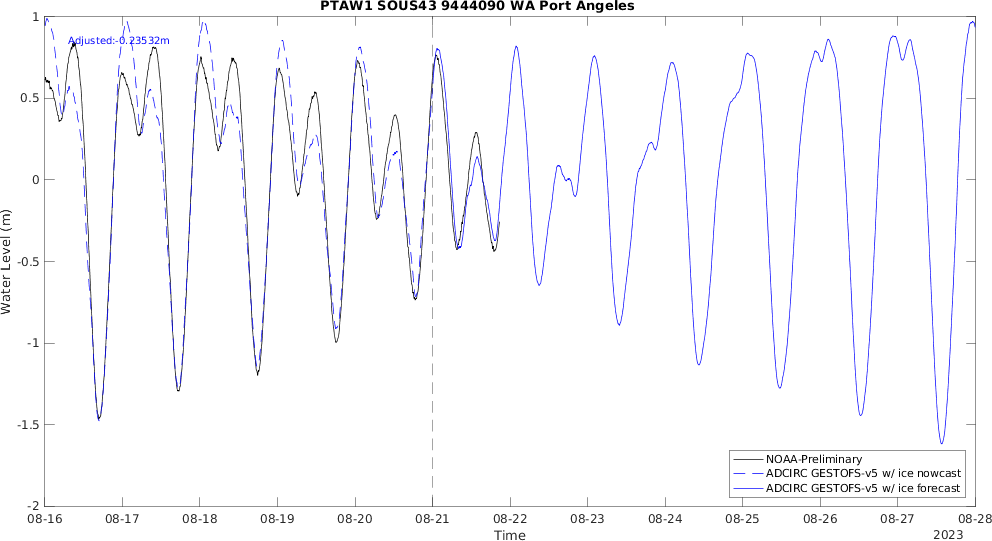 PTAW1 SOUS43 9444090 WA Port Angeles
Adjusted:-0.23532m
Water Level (m)
1
0.5
0
-0.5
-1
-1.5
-2
NOAA-Preliminary
ADCIRC GESTOFS-v5 w/ ice nowcast
ADCIRC GESTOFS-v5 w/ ice forecast
08-16 08-17 08-18 08-19 08-20 08-21 08-22 08-23 08-24 08-25 08-26 08-27 08-28
Time
2023